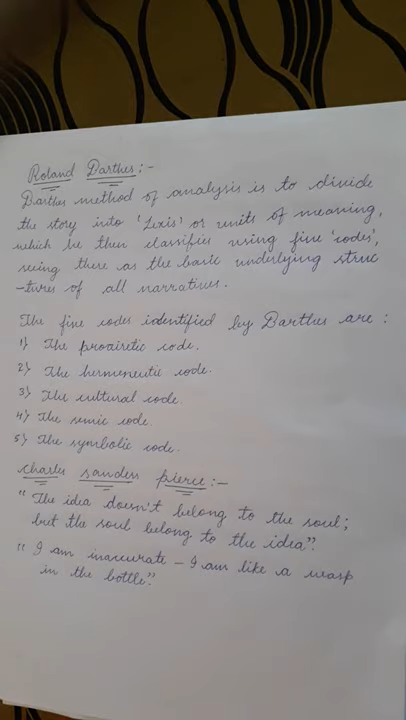 Roland Barthes:-
Barthes method of analysis is to divide
the story into 'Lexis' or units of meaning,
which he then classifies using five 'codes',
seeing there as the basic underlying struc
-tures of all narratives.
The five codes identified by Barthes are :
1) The proairetic code.
2) The hermeneutic code.
3) The cultural code.
4) The semic code.
5) The symbolic code.
Charles sanders pierce:-
"The idea doesn't belong to the soul;
but the soul belong to the idea".
"I am inaccurate - I am like a wasp
in the bottle".